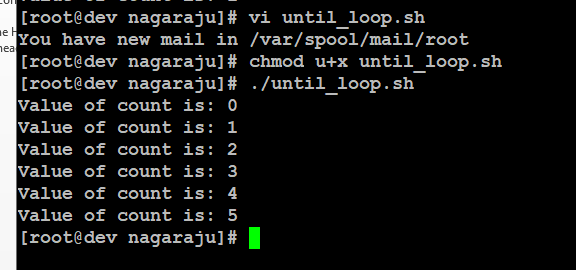 [root@dev nagaraju]# vi until_loop.sh
You have new mail in /var/spool/mail/root
[root@dev nagaraju]# chmod u+x until_loop.sh
[root@dev nagaraju]# ./until_loop.sh
Value of count is: 0
Value of count is: 1
Value of count is: 2
Value of count is: 3
Value of count is: 4
Value of count is: 5
[root@dev nagaraju]#